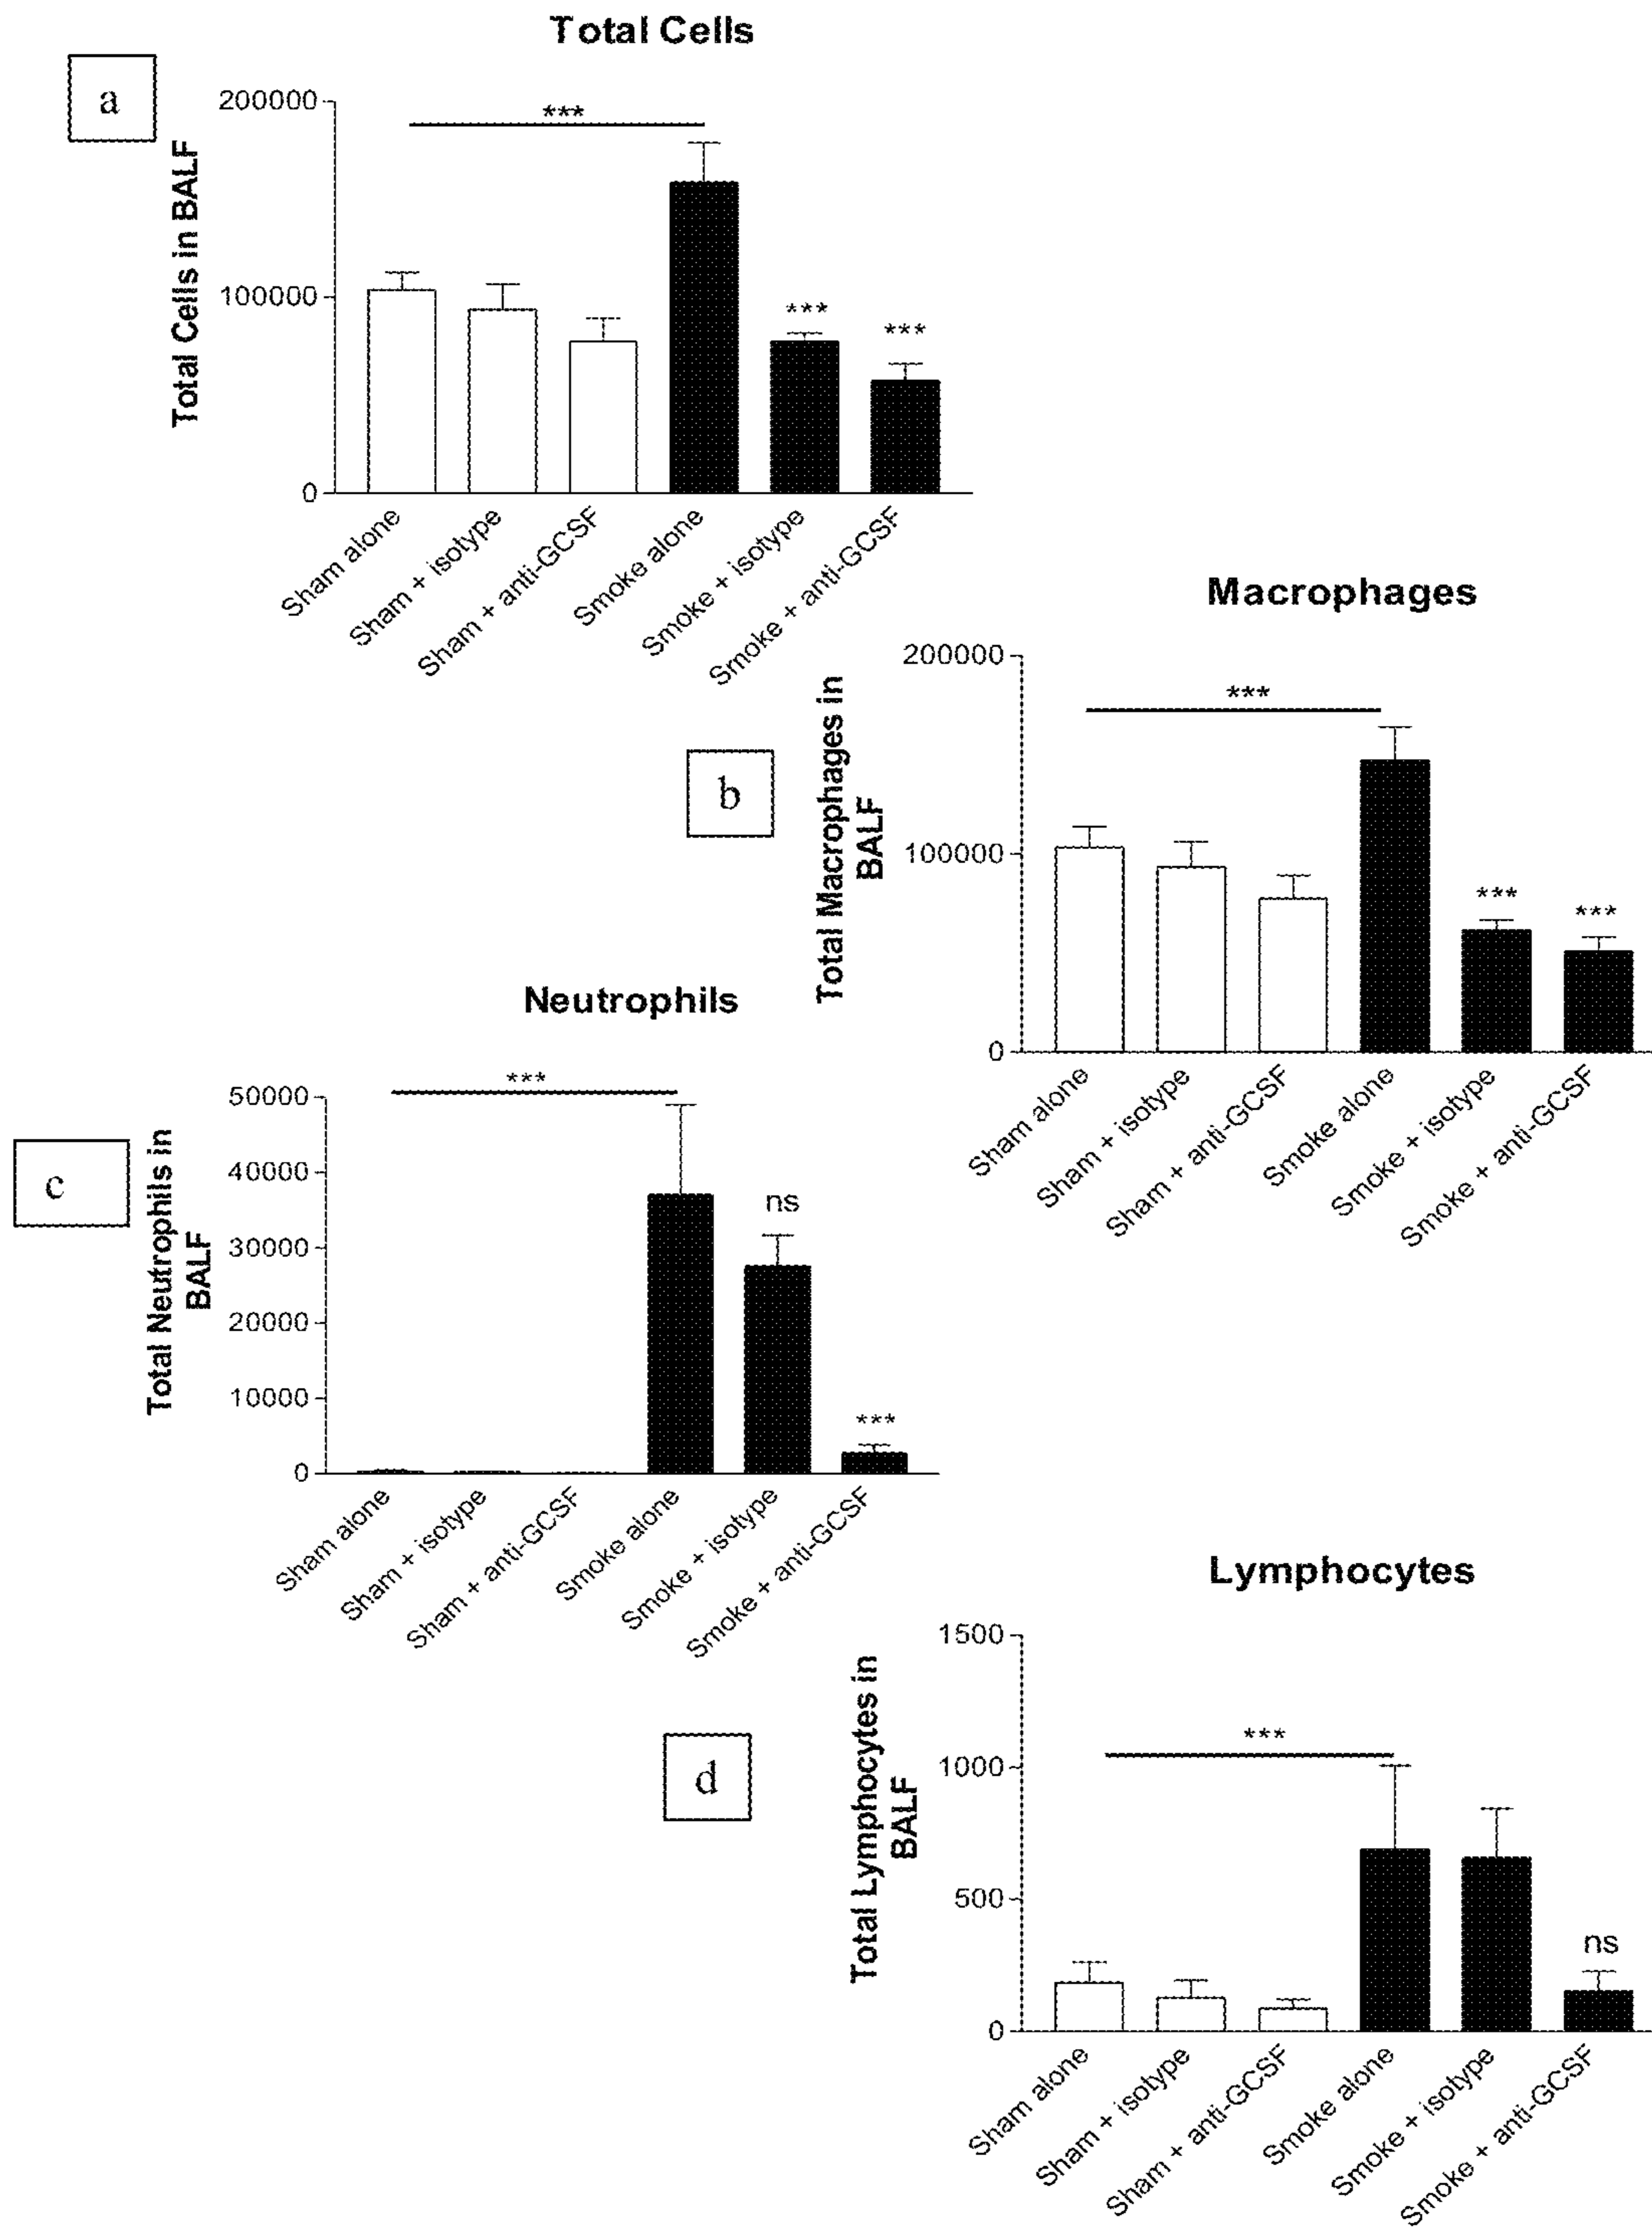 Total Cells
a
Total Cells in BALF
200000
100000
0
***
***
***
Sham alone
Sham + isotype
Sham + anti-GCSF
Smoke alone
Smoke + isotype
Smoke + anti-GCSF
Macrophages
b
Total Macrophages in
BALF
200000
100000
0
***
***
***
Sham alone
Sham + isotype
Sham + anti-GCSF
Smoke alone
Smoke + isotype
Smoke + anti-GCSF
Neutrophils
c
Total Neutrophils in
BALF
50000
40000
30000
20000
10000
0
***
ns
***
Sham alone
Sham + isotype
Sham + anti-GCSF
Smoke alone
Smoke + isotype
Smoke + anti-GCSF
Lymphocytes
d
Total Lymphocytes in
BALF
1500
1000
500
0
***
ns
Sham alone
Sham + isotype
Sham + anti-GCSF
Smoke alone
Smoke + isotype
Smoke + anti-GCSF